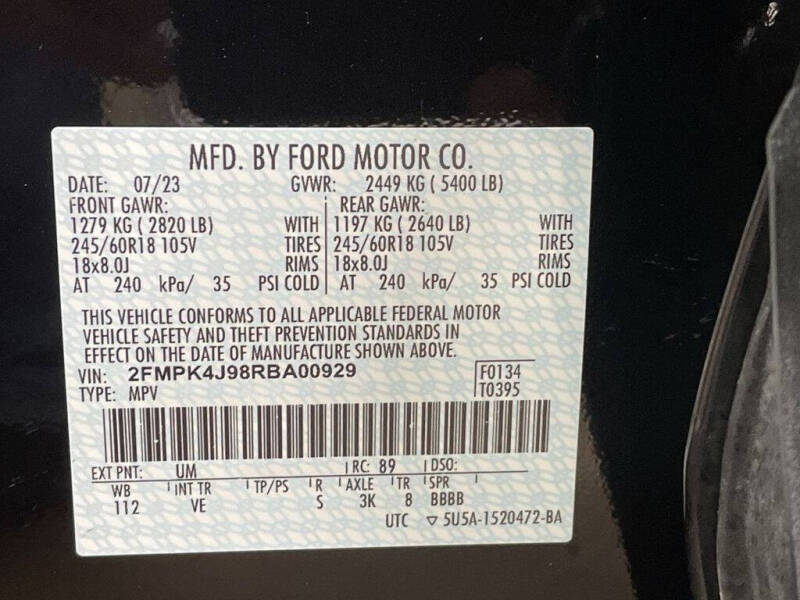 MFD. BY FORD MOTOR CO.
DATE: 07/23 GVWR: 2449 KG ( 5400 LB)
FRONT GAWR: REAR GAWR:
1279 KG ( 2820 LB) WITH 1197 KG ( 2640 LB) WITH
245/60R18 105V TIRES 245/60R18 105V TIRES
18x8.0J RIMS 18x8.0J RIMS
AT 240 kPa/ 35 PSI COLD AT 240 kPa/ 35 PSI COLD
THIS VEHICLE CONFORMS TO ALL APPLICABLE FEDERAL MOTOR
VEHICLE SAFETY AND THEFT PREVENTION STANDARDS IN
EFFECT ON THE DATE OF MANUFACTURE SHOWN ABOVE.
VIN: 2FMPK4J98RBA00929 F0134
TYPE: MPV T0395
EXT PNT: UM RC: 89 DSO:
WB INT TR TP/PS R AXLE TR SPR
112 VE S 3K 8 BBBB
UTC ▽ 5U5A-1520472-BA